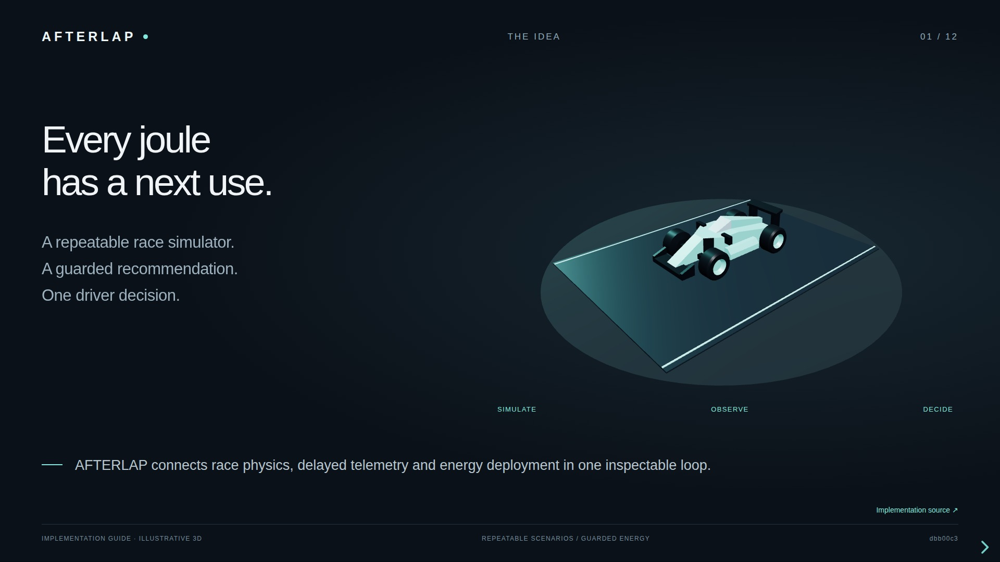 AFTERLAP
THE IDEA
01 / 12
Every joule
has a next use.
A repeatable race simulator.
A guarded recommendation.
One driver decision.
SIMULATE
OBSERVE
DECIDE
AFTERLAP connects race physics, delayed telemetry and energy deployment in one inspectable loop.
Implementation source ↗
IMPLEMENTATION GUIDE · ILLUSTRATIVE 3D
REPEATABLE SCENARIOS / GUARDED ENERGY
dbb00c3